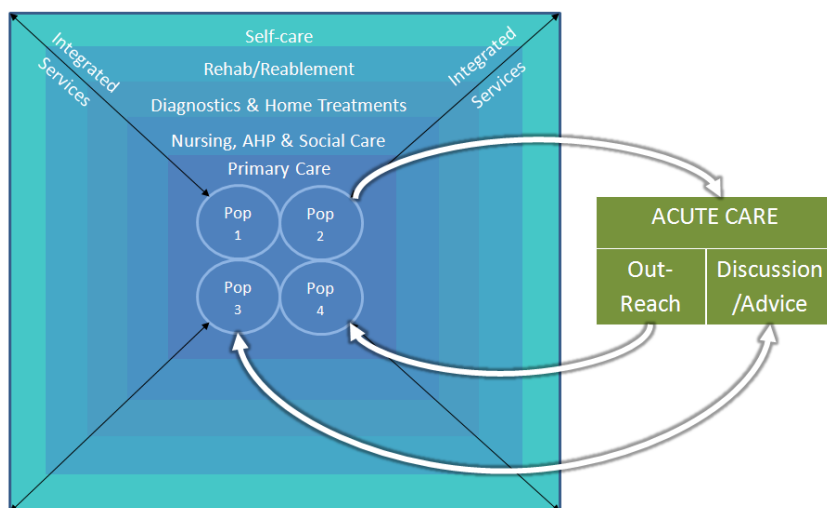 Self-care
Integrated
Services
Integrated
Services
Rehab/Reablement
Diagnostics & Home Treatments
Nursing, AHP & Social Care
Primary Care
Pop
1
Pop
2
Pop
3
Pop
4
ACUTE CARE
Out-
Reach
Discussion
/Advice